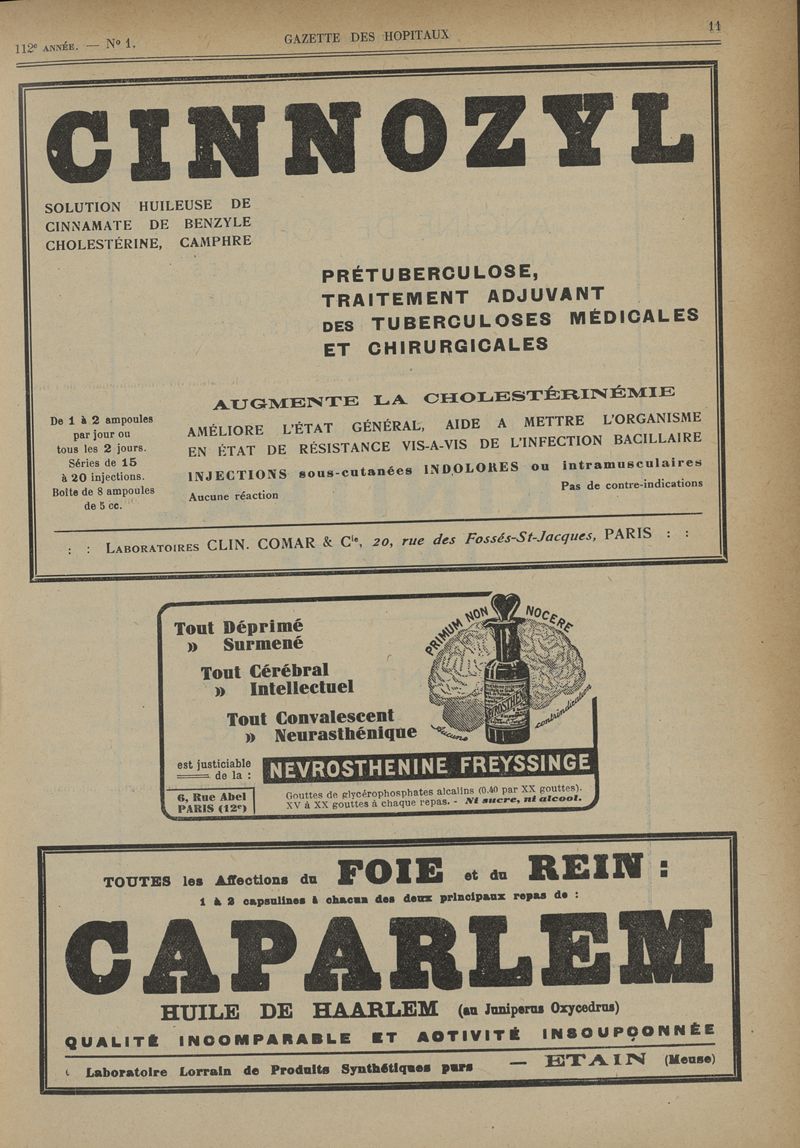 112e ANNÉE. — No 1.
GAZETTE DES HOPITAUX
11
CINNOZYL
SOLUTION HUILEUSE DE
CINNAMATE DE BENZYLE
CHOLESTÉRINE, CAMPHRE
PRÉTUBERCULOSE,
TRAITEMENT ADJUVANT
DES TUBERCULOSES MÉDICALES
ET CHIRURGICALES
De 1 à 2 ampoules
par jour ou
tous les 2 jours.
Séries de 15
à 20 injections.
Boîte de 8 ampoules
de 5 cc.
AUGMENTE LA CHOLESTÉRINÉMIE
AMÉLIORE L'ÉTAT GÉNÉRAL, AIDE A METTRE L'ORGANISME
EN ÉTAT DE RÉSISTANCE VIS-A-VIS DE L'INFECTION BACILLAIRE
INJECTIONS sous-cutanées INDOLORES ou intramusculaires
Aucune réaction
Pas de contre-indications
: : LABORATOIRES CLIN. COMAR & Cie, 20, rue des Fossés-St-Jacques, PARIS : :
Tout Déprimé
» Surmené
Tout Cérébral
» Intellectuel
Tout Convalescent
» Neurasthénique
PRIMUM NON NOCERE
Aucune contrindication
est justiciable
de la :
NÉVROSTHÉNINE FREYSSINGE
6, Rue Abel
PARIS (12e)
Gouttes de glycérophosphates alcalins (0.40 par XX gouttes).
XV à XX gouttes à chaque repas. - Ni sucre, ni alcool.
TOUTES les Affections du FOIE et du REIN :
1 à 2 capsulines à chacun des deux principaux repas de :
CAPARLEM
HUILE DE HAARLEM (au Juniperus Oxycedrus)
QUALITÉ INCOMPARABLE ET ACTIVITÉ INSOUPÇONNÉE
Laboratoire Lorrain de Produits Synthétiques purs — ETAIN (Meuse)